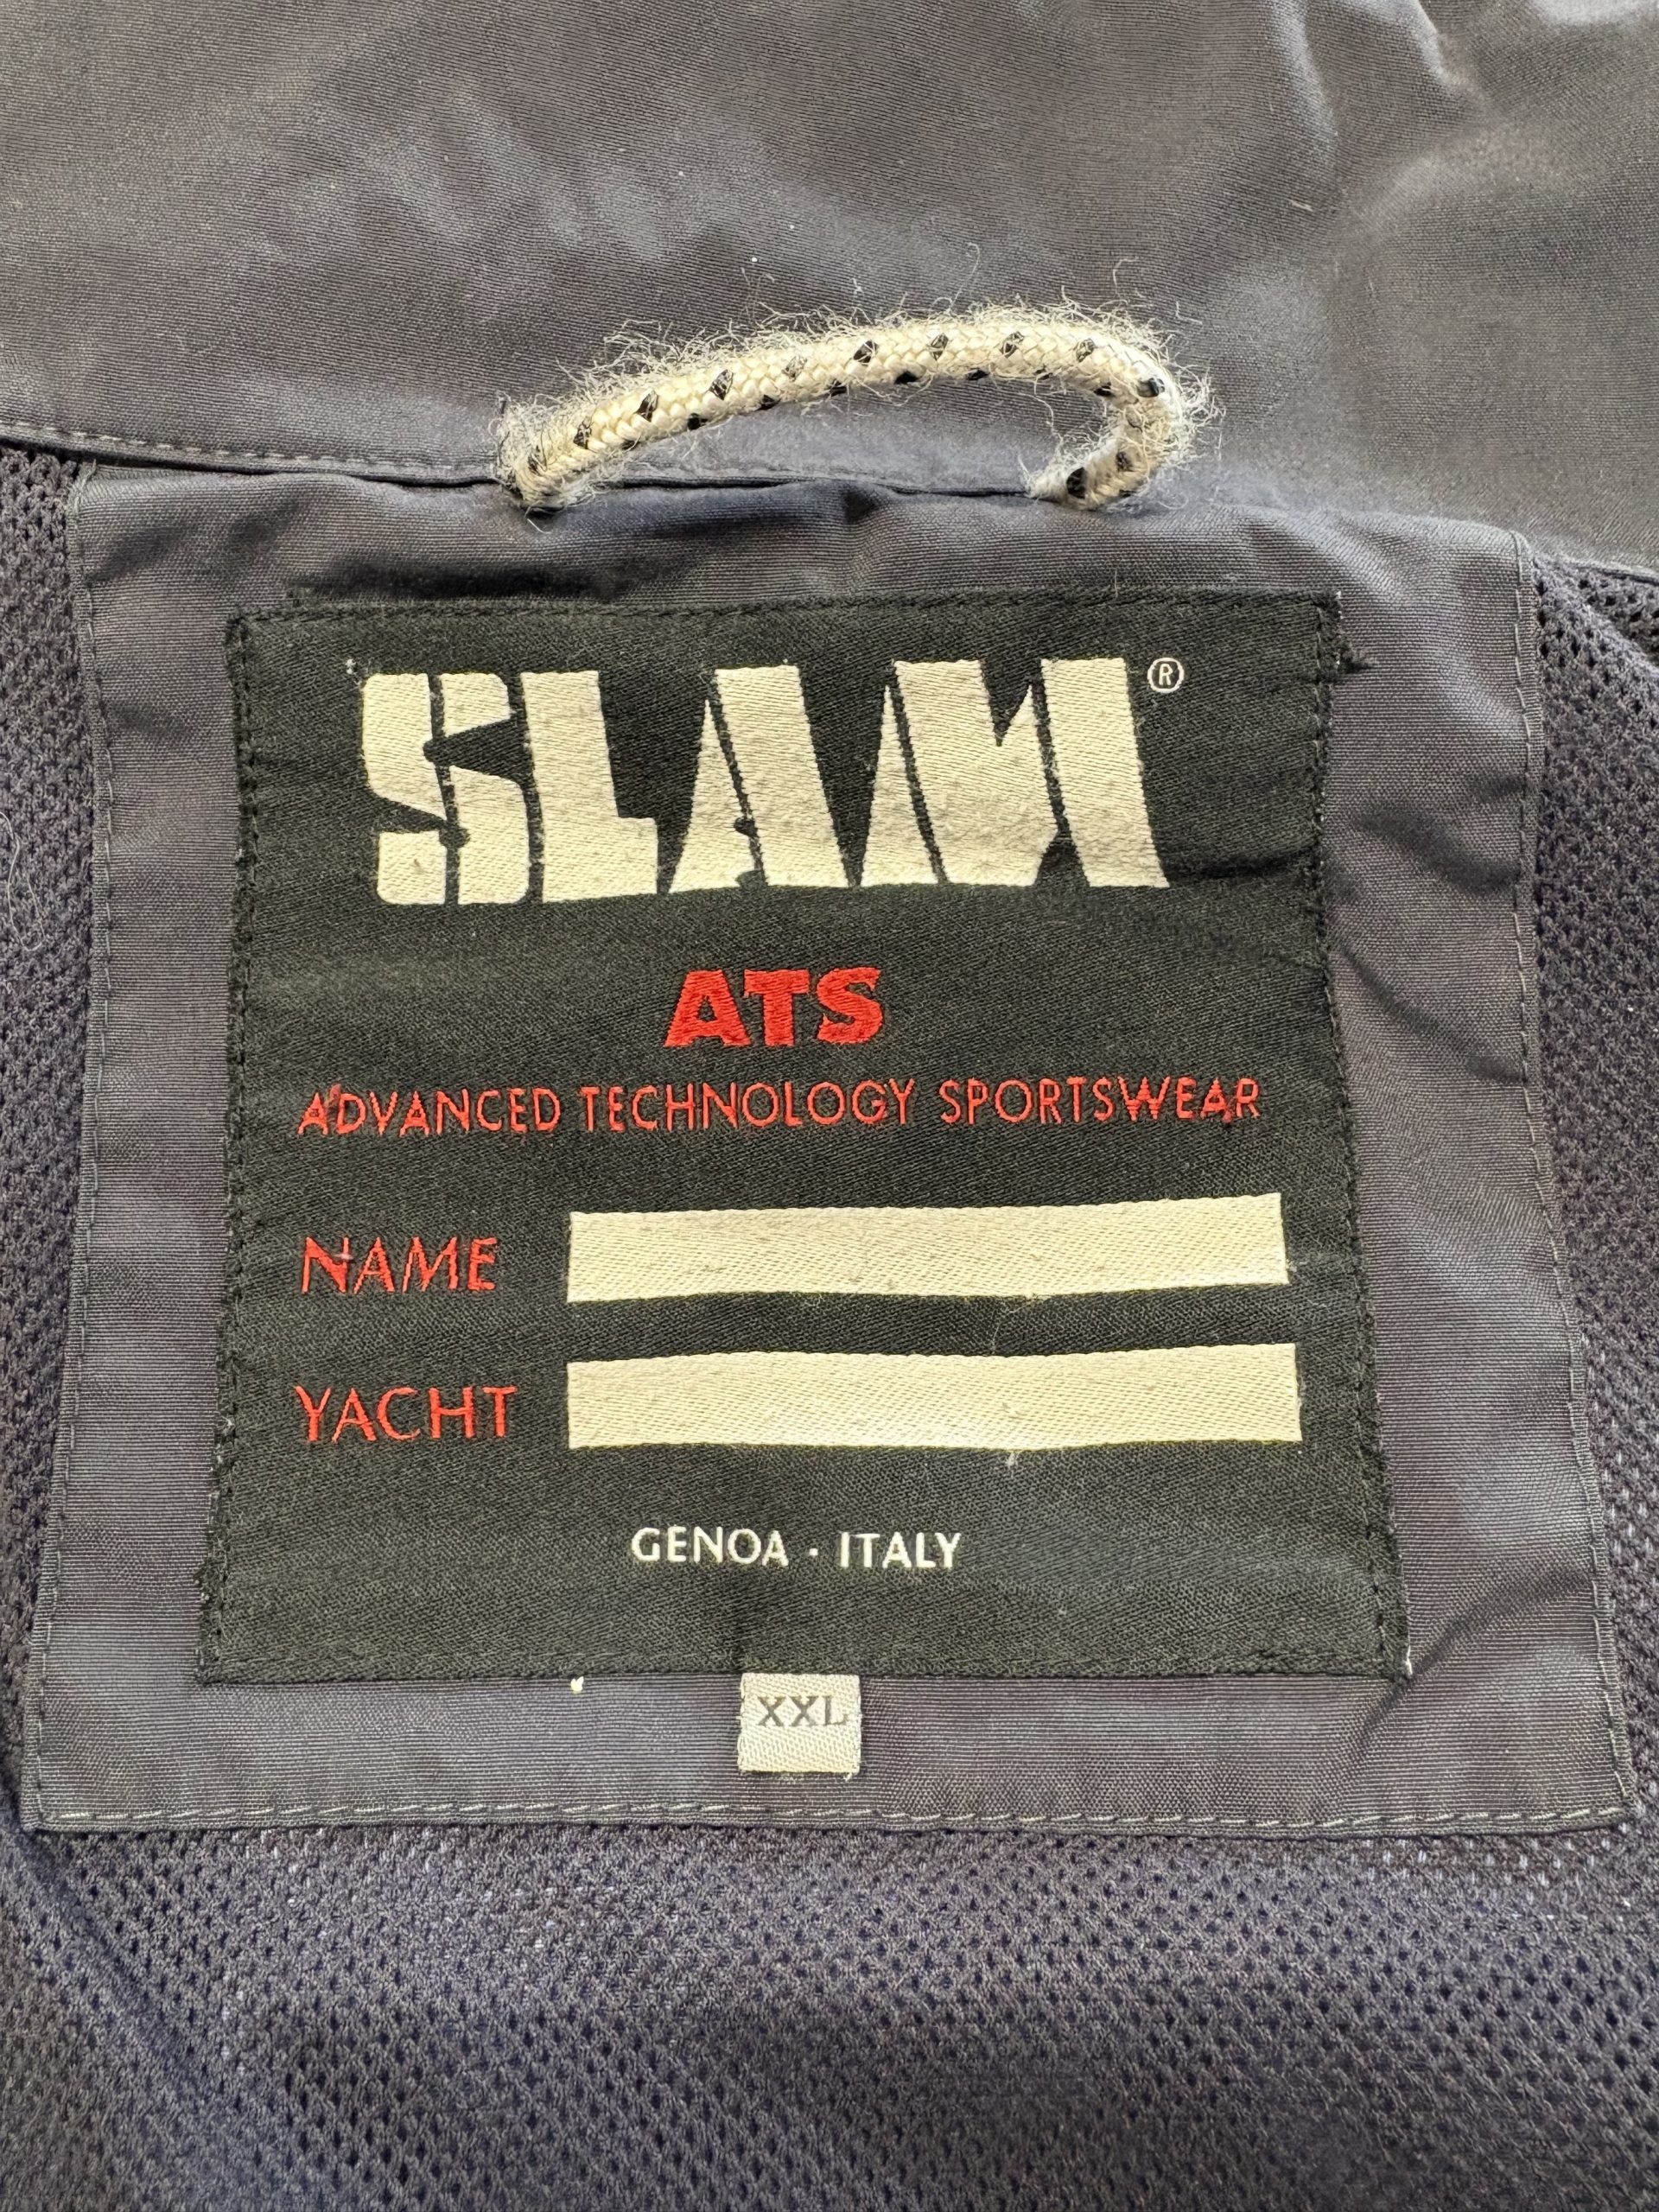 SLAM®
ATS
ADVANCED TECHNOLOGY SPORTSWEAR
NAME
YACHT
GENOA · ITALY
XXL